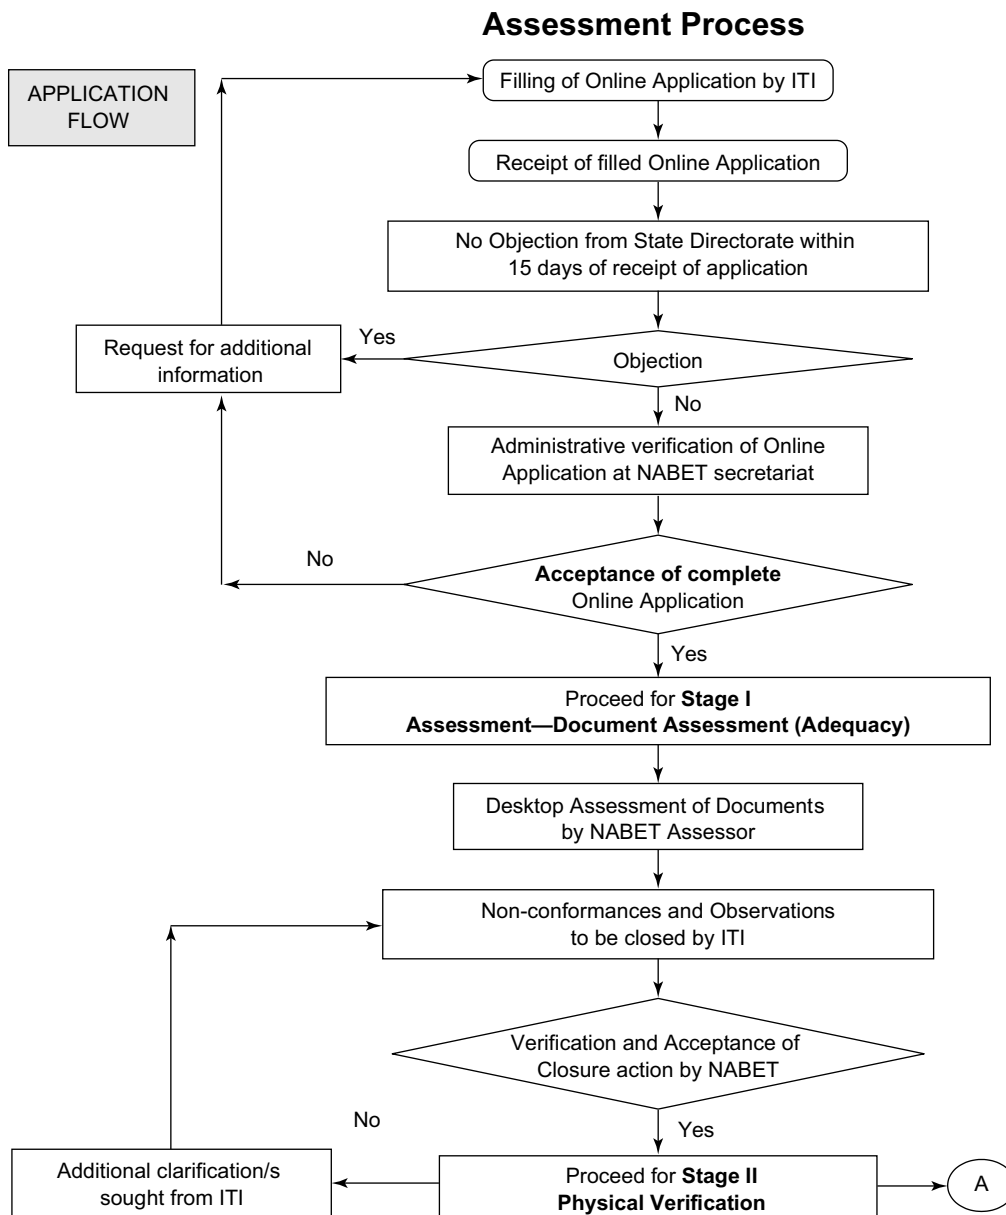 Assessment Process
APPLICATION
FLOW
Filling of Online Application by ITI
Receipt of filled Online Application
No Objection from State Directorate within
15 days of receipt of application
Request for additional
information
Yes
Objection
No
Administrative verification of Online
Application at NABET secretariat
No
Acceptance of complete
Online Application
Yes
Proceed for Stage I
Assessment—Document Assessment (Adequacy)
Desktop Assessment of Documents
by NABET Assessor
Non-conformances and Observations
to be closed by ITI
Verification and Acceptance of
Closure action by NABET
No
Yes
Additional clarification/s
sought from ITI
Proceed for Stage II
Physical Verification
A